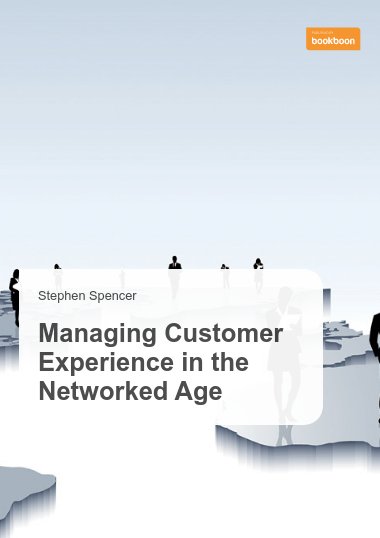 bookboon
Stephen Spencer
Managing Customer
Experience in the
Networked Age